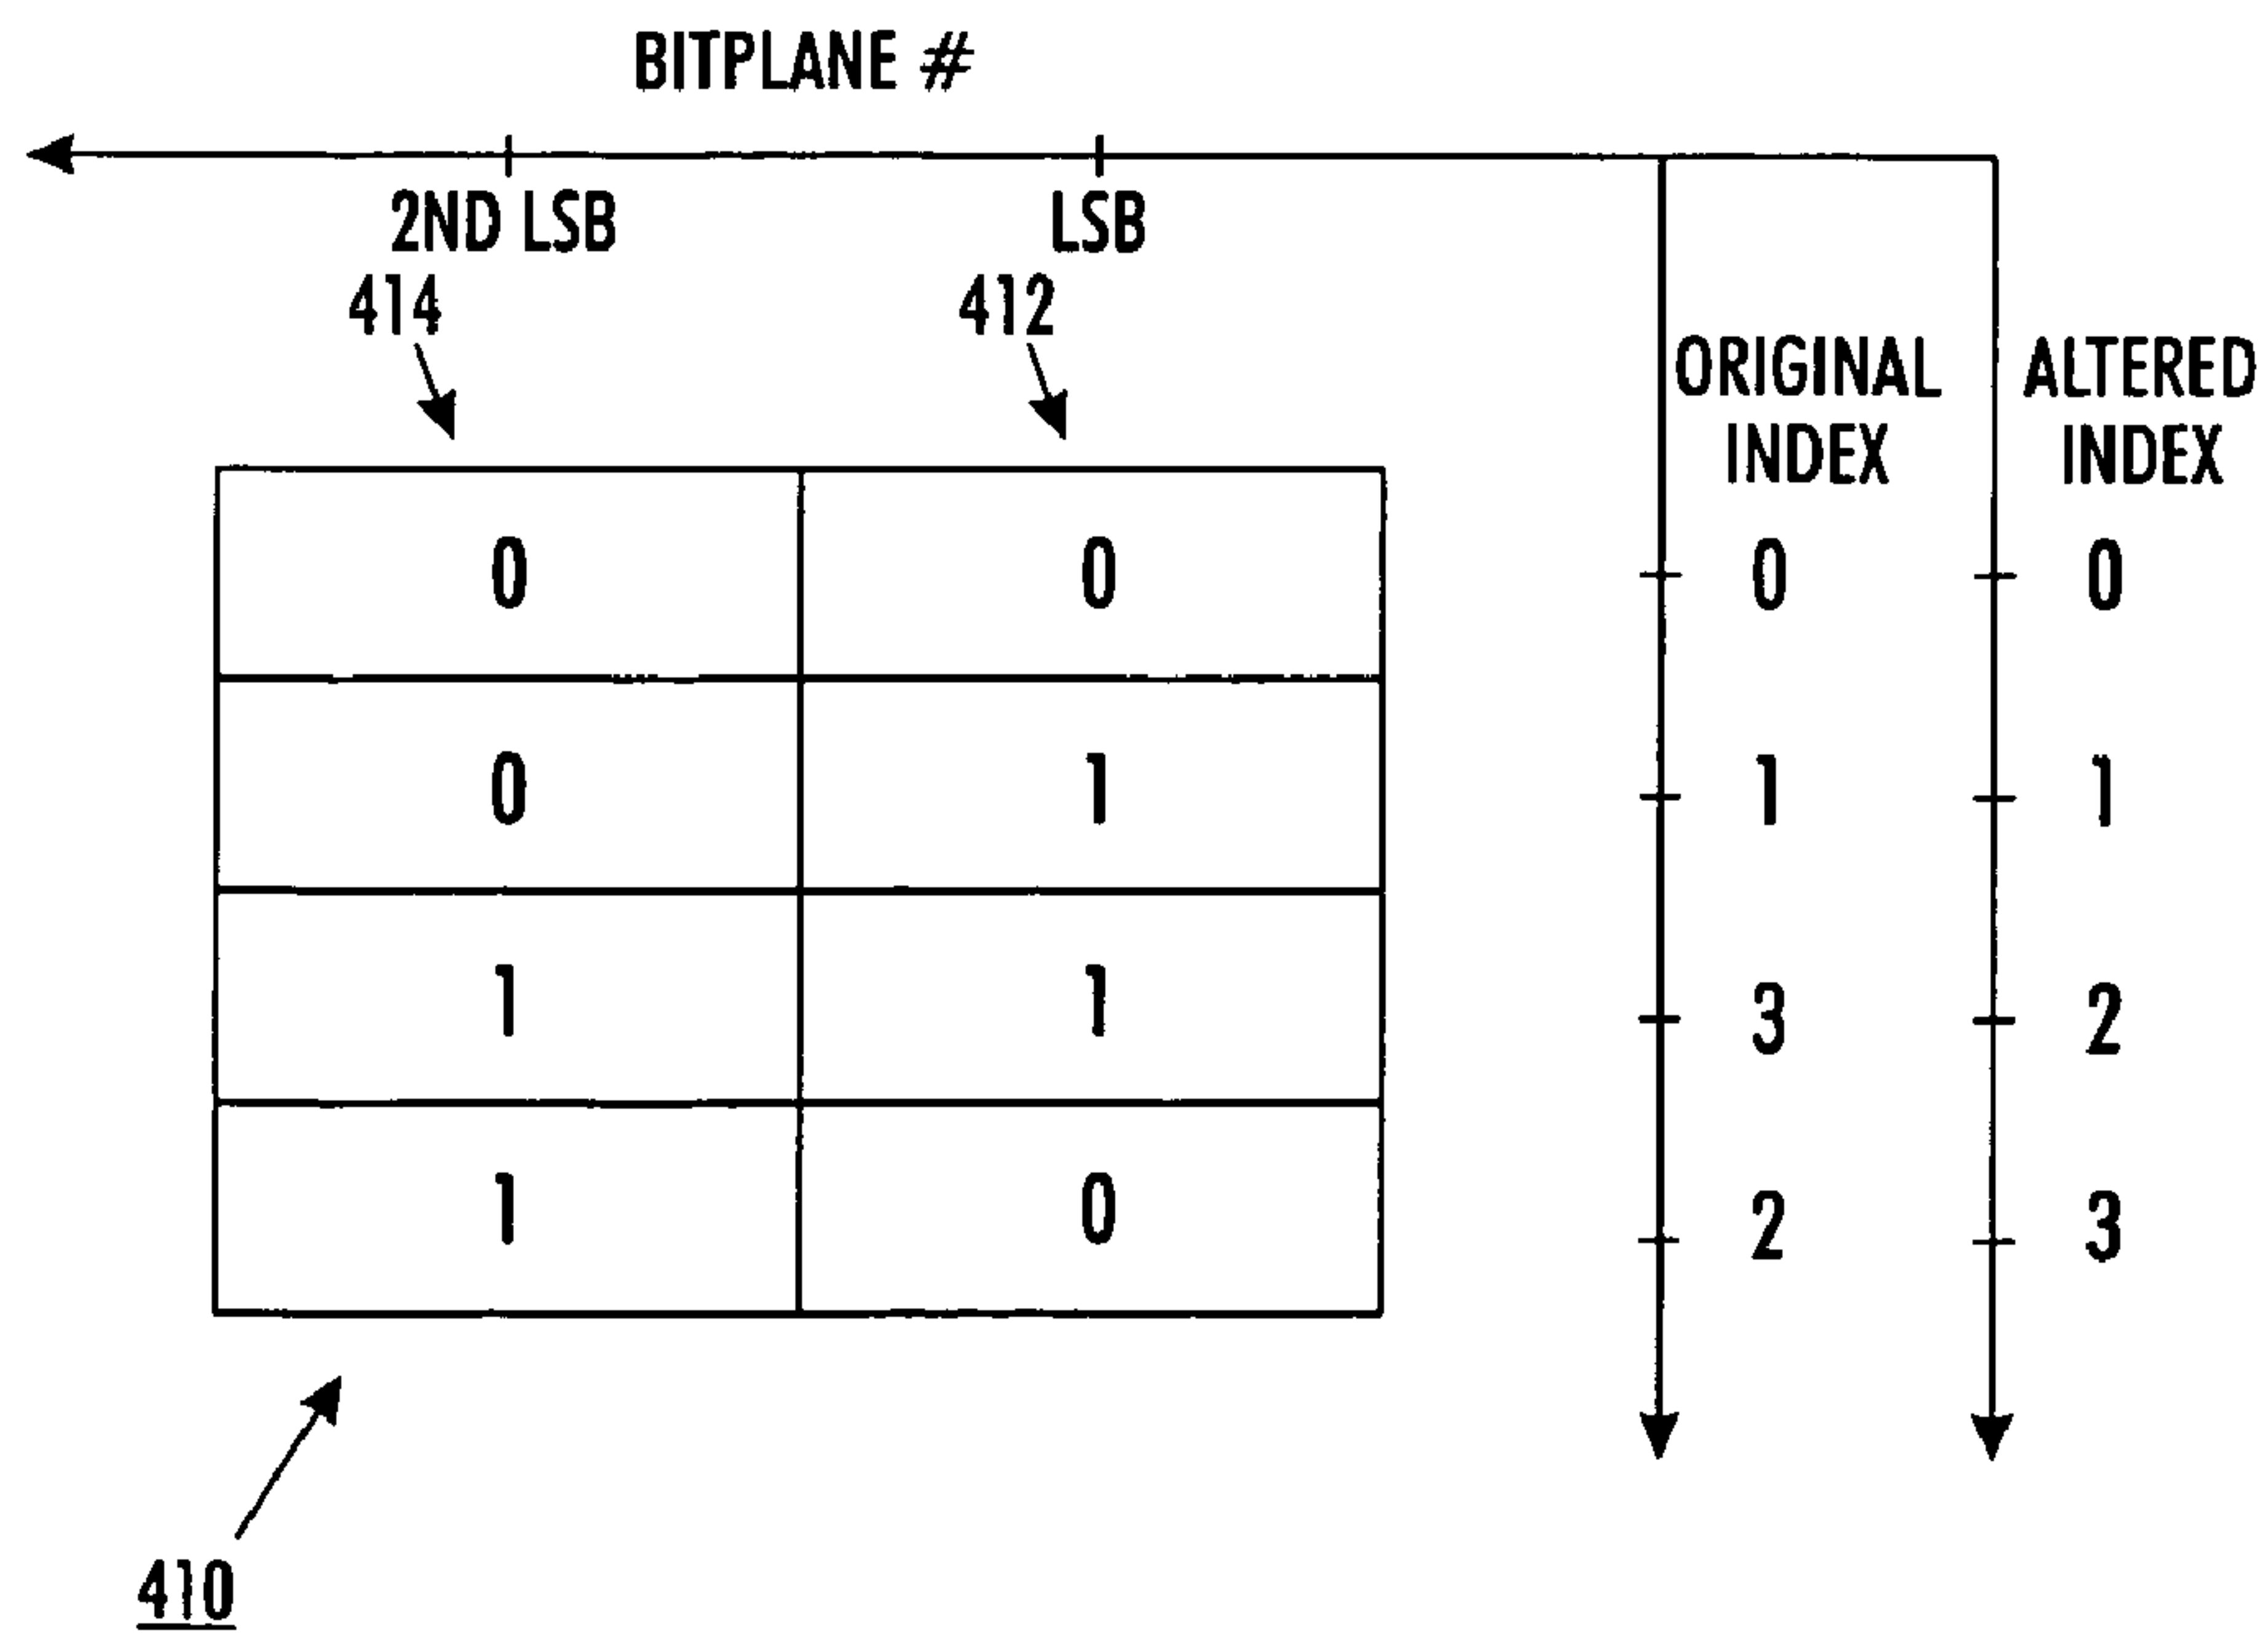 BITPLANE #
2ND LSB LSB
414 412
ORIGINAL INDEX
ALTERED INDEX
0 0 0 0
0 1 1 1
1 1 3 2
1 0 2 3
410